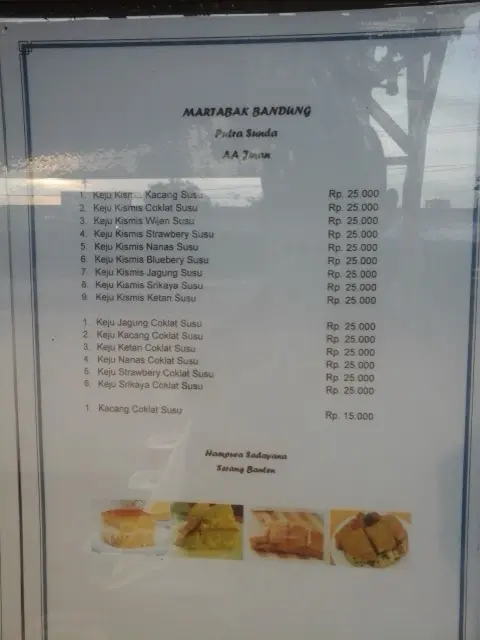 MARTABAK BANDUNG
Putra Sunda
AA Jinan
1. Keju Kismis Kacang Susu Rp. 25.000
2. Keju Kismis Coklat Susu Rp. 25.000
3. Keju Kismis Wijen Susu Rp. 25.000
4. Keju Kismis Strawbery Susu Rp. 25.000
5. Keju Kismis Nanas Susu Rp. 25.000
6. Keju Kismis Bluebery Susu Rp. 25.000
7. Keju Kismis Jagung Susu Rp. 25.000
8. Keju Kismis Srikaya Susu Rp. 25.000
9. Keju Kismis Ketan Susu Rp. 25.000
1. Keju Jagung Coklat Susu Rp. 25.000
2. Keju Kacang Coklat Susu Rp. 25.000
3. Keju Ketan Coklat Susu Rp. 25.000
4. Keju Nanas Coklat Susu Rp. 25.000
5. Keju Strawbery Coklat Susu Rp. 25.000
6. Keju Srikaya Coklat Susu Rp. 25.000
1. Kacang Coklat Susu Rp. 15.000
Sadayana
Serang Banten